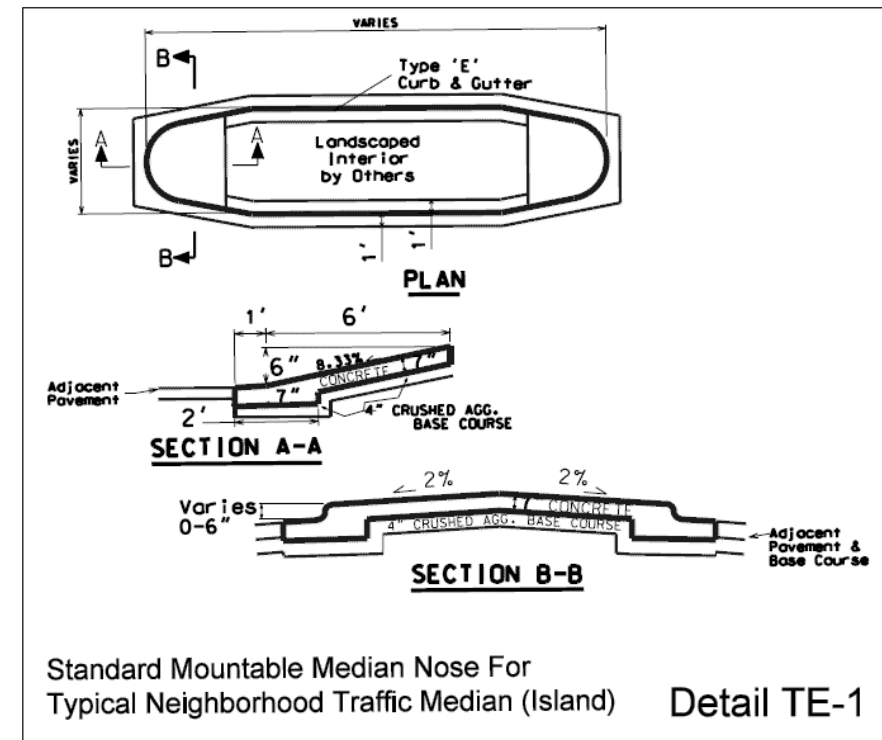 VARIES
B
Type 'E'
Curb & Gutter
VARIES
A
A
Landscaped
Interior
by Others
B
1'
1'
PLAN
1'
6'
6"
8.33%
7"
CONCRETE
Adjacent
Pavement
7"
2'
4" CRUSHED AGG.
BASE COURSE
SECTION A-A
2%
2%
Varies
0-6"
7"
CONCRETE
4" CRUSHED AGG. BASE COURSE
Adjacent
Pavement &
Base Course
SECTION B-B
Standard Mountable Median Nose For
Typical Neighborhood Traffic Median (Island)
Detail TE-1